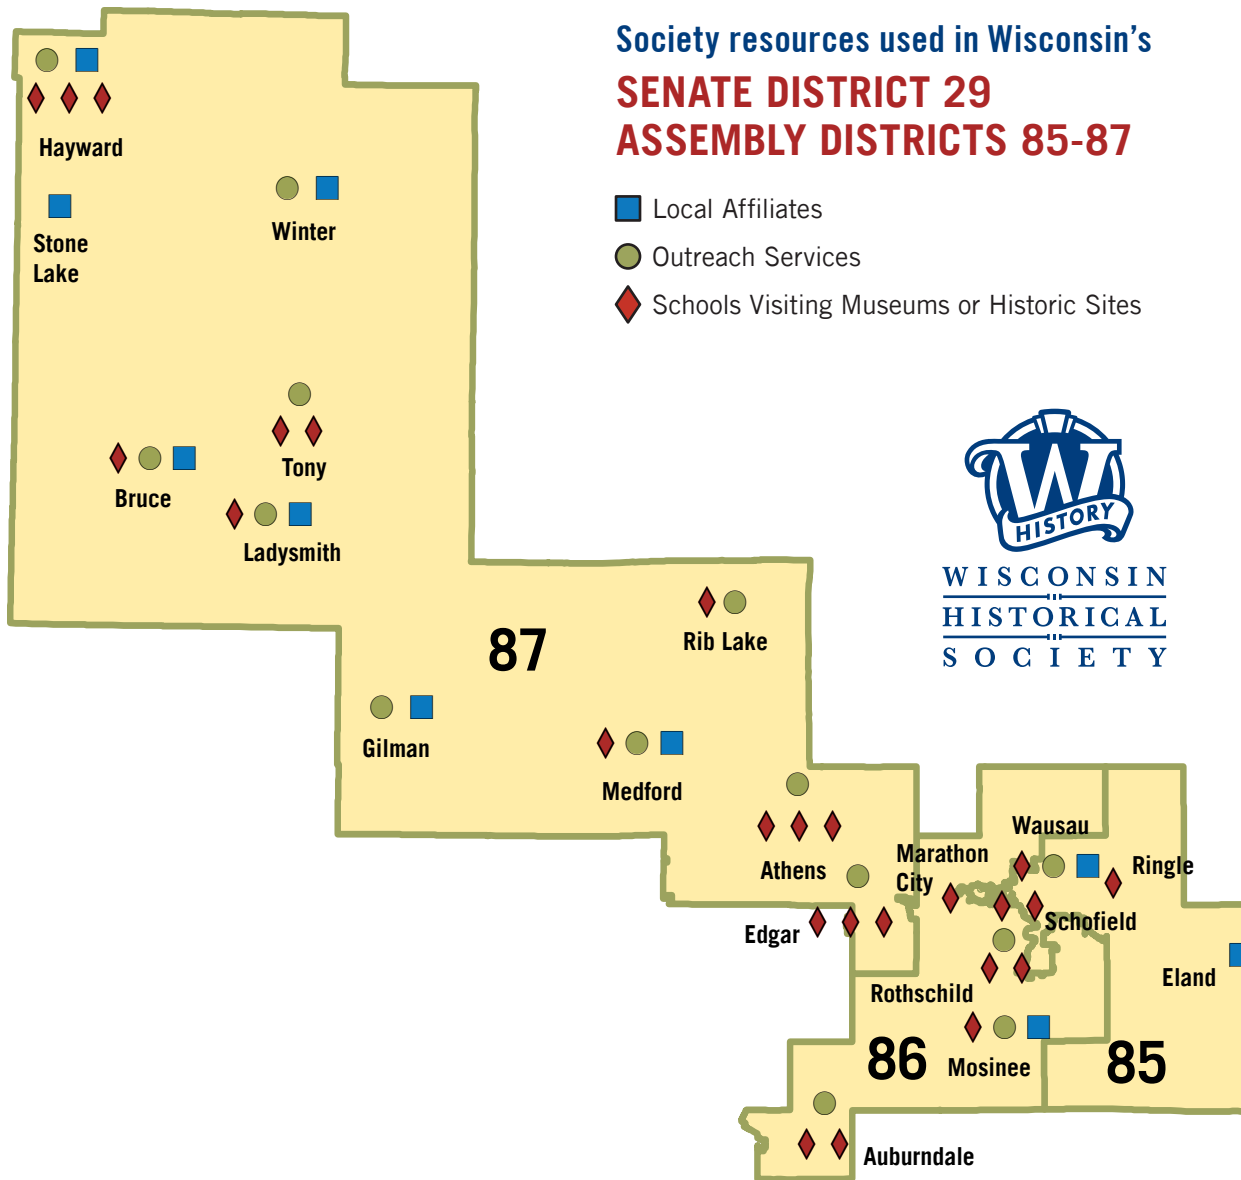 Society resources used in Wisconsin's
SENATE DISTRICT 29
ASSEMBLY DISTRICTS 85-87
Local Affiliates
Outreach Services
Schools Visiting Museums or Historic Sites
Hayward
Stone
Lake
Winter
Tony
Bruce
Ladysmith
W
HISTORY
WISCONSIN
HISTORICAL
SOCIETY
87
Rib Lake
Gilman
Medford
Athens
Edgar
Marathon
City
Wausau
Ringle
Schofield
Eland
Rothschild
86
Mosinee
85
Auburndale